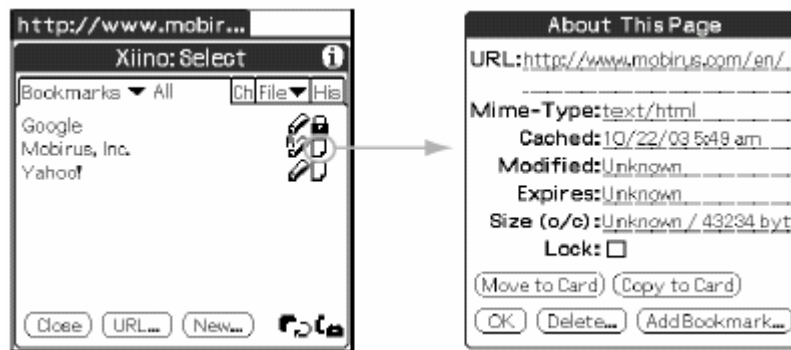 http://www.mobir...
Xiino: Select
Bookmarks All Ch File His
Google
Mobirus, Inc.
Yahoo!
Close URL... New...
About This Page
URL:http://www.mobirus.com/en/
Mime-Type:text/html
Cached:10/22/03 5:49 am
Modified:Unknown
Expires:Unknown
Size (o/c):Unknown / 43234 byt
Lock:
Move to Card Copy to Card
OK Delete... Add Bookmark...